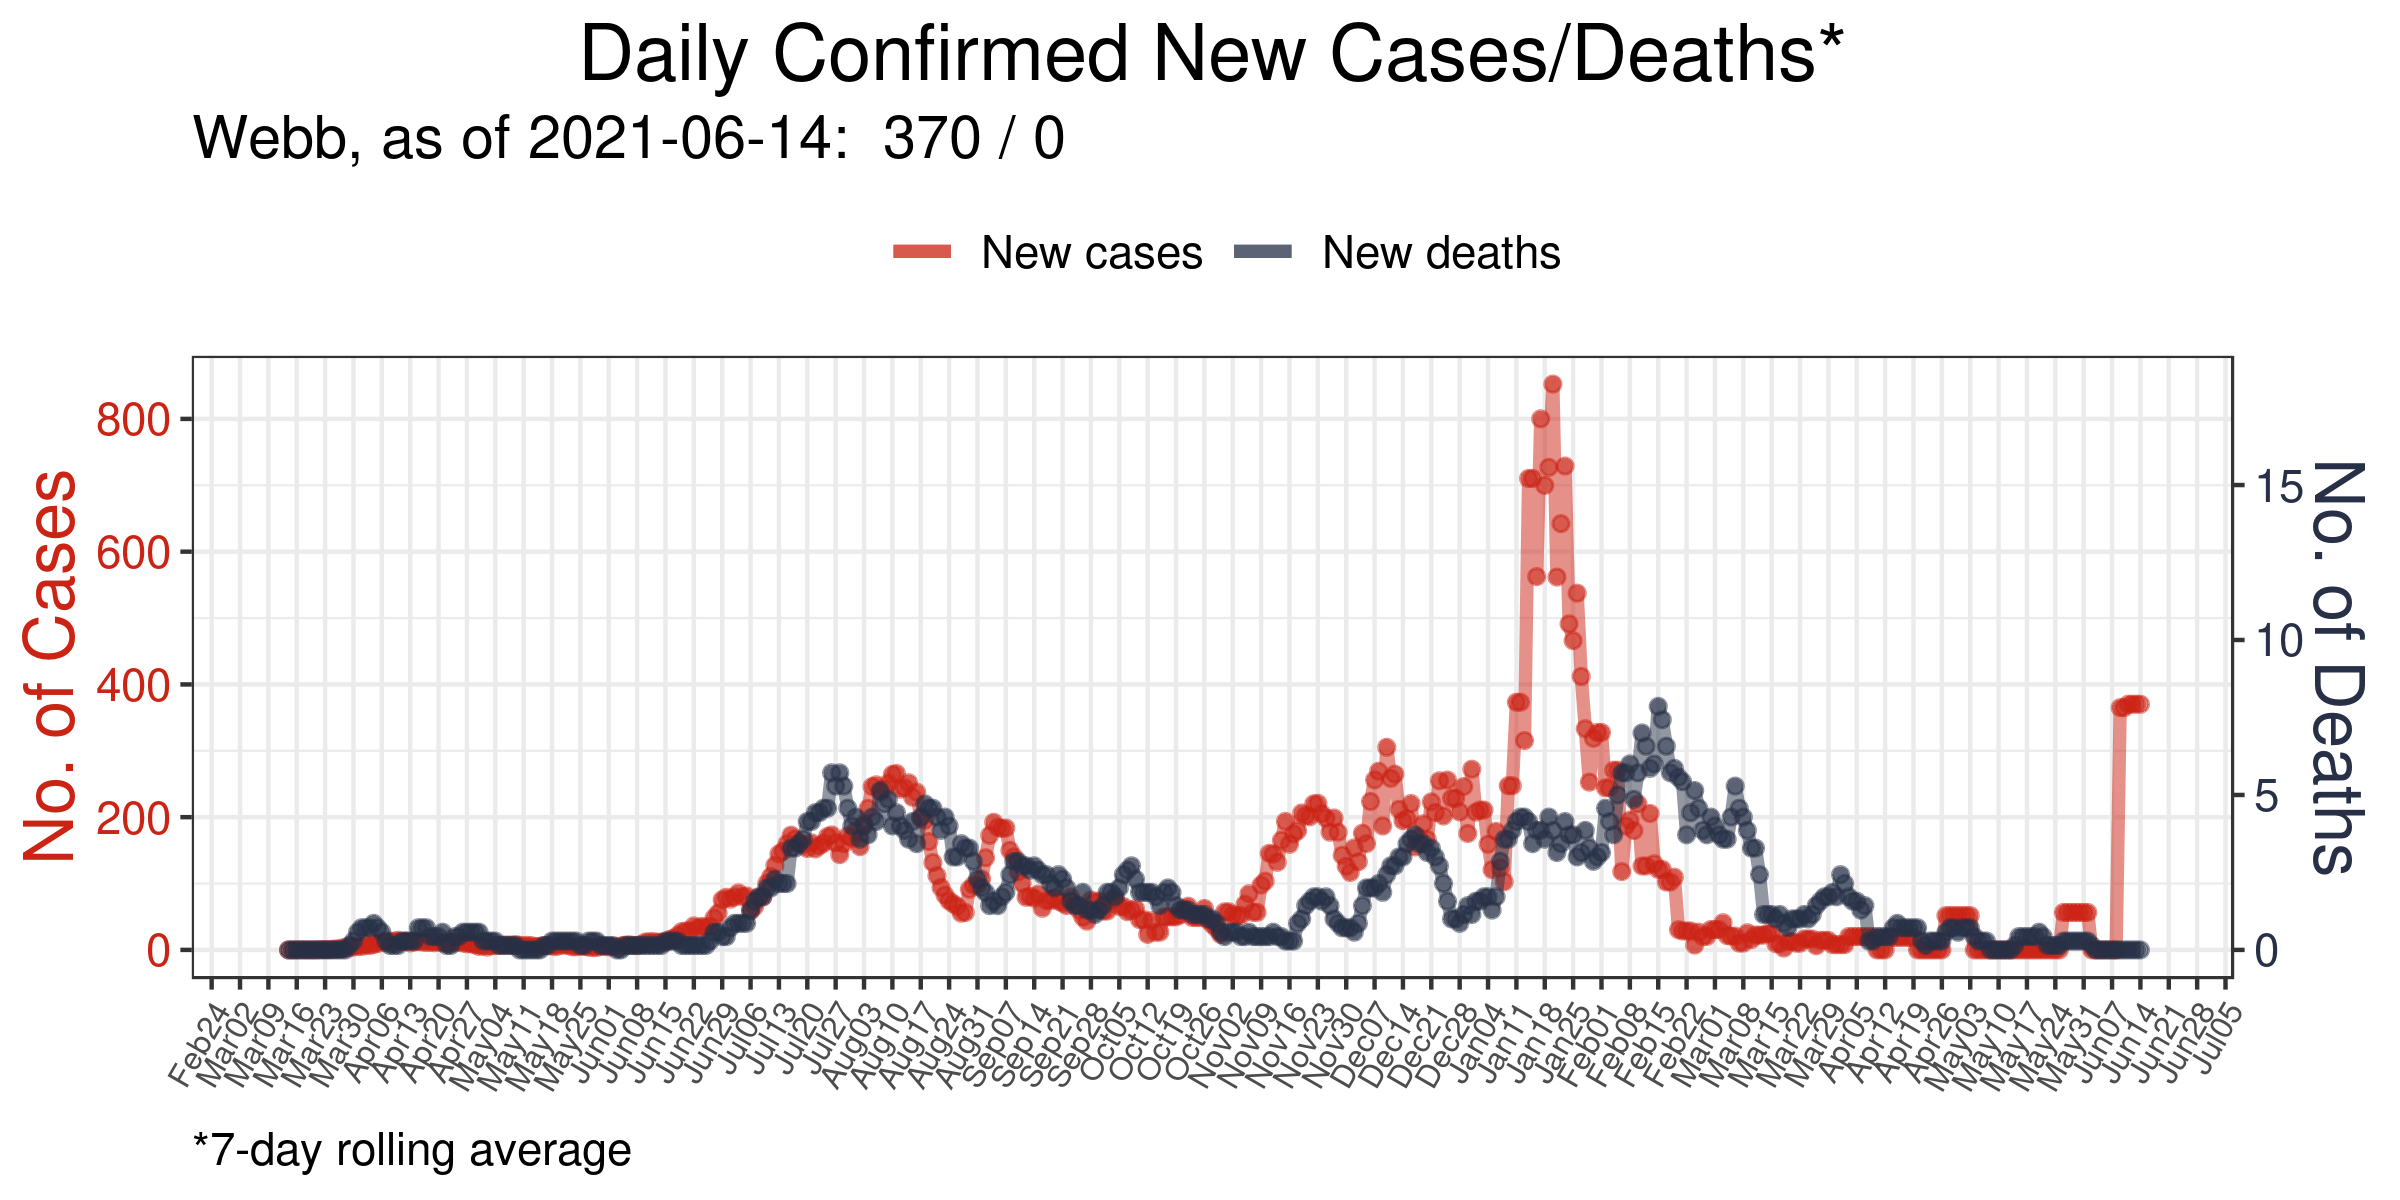 Daily Confirmed New Cases/Deaths*
Webb, as of 2021-06-14: 370 / 0
New cases
New deaths
No. of Cases
800
600
400
200
0
No. of Deaths
15
10
5
0
Feb24
Mar02
Mar09
Mar16
Mar23
Mar30
Apr06
Apr13
Apr20
Apr27
May04
May11
May18
May25
Jun01
Jun08
Jun15
Jun22
Jun29
Jul06
Jul13
Jul20
Jul27
Aug03
Aug10
Aug17
Aug24
Aug31
Sep07
Sep14
Sep21
Sep28
Oct05
Oct12
Oct19
Oct26
Nov02
Nov09
Nov16
Nov23
Nov30
Dec07
Dec14
Dec21
Dec28
Jan04
Jan11
Jan18
Jan25
Feb01
Feb08
Feb15
Feb22
Mar01
Mar08
Mar15
Mar22
Mar29
Apr05
Apr12
Apr19
Apr26
May03
May10
May17
May24
May31
Jun07
Jun14
Jun21
Jun28
Jul05
*7-day rolling average